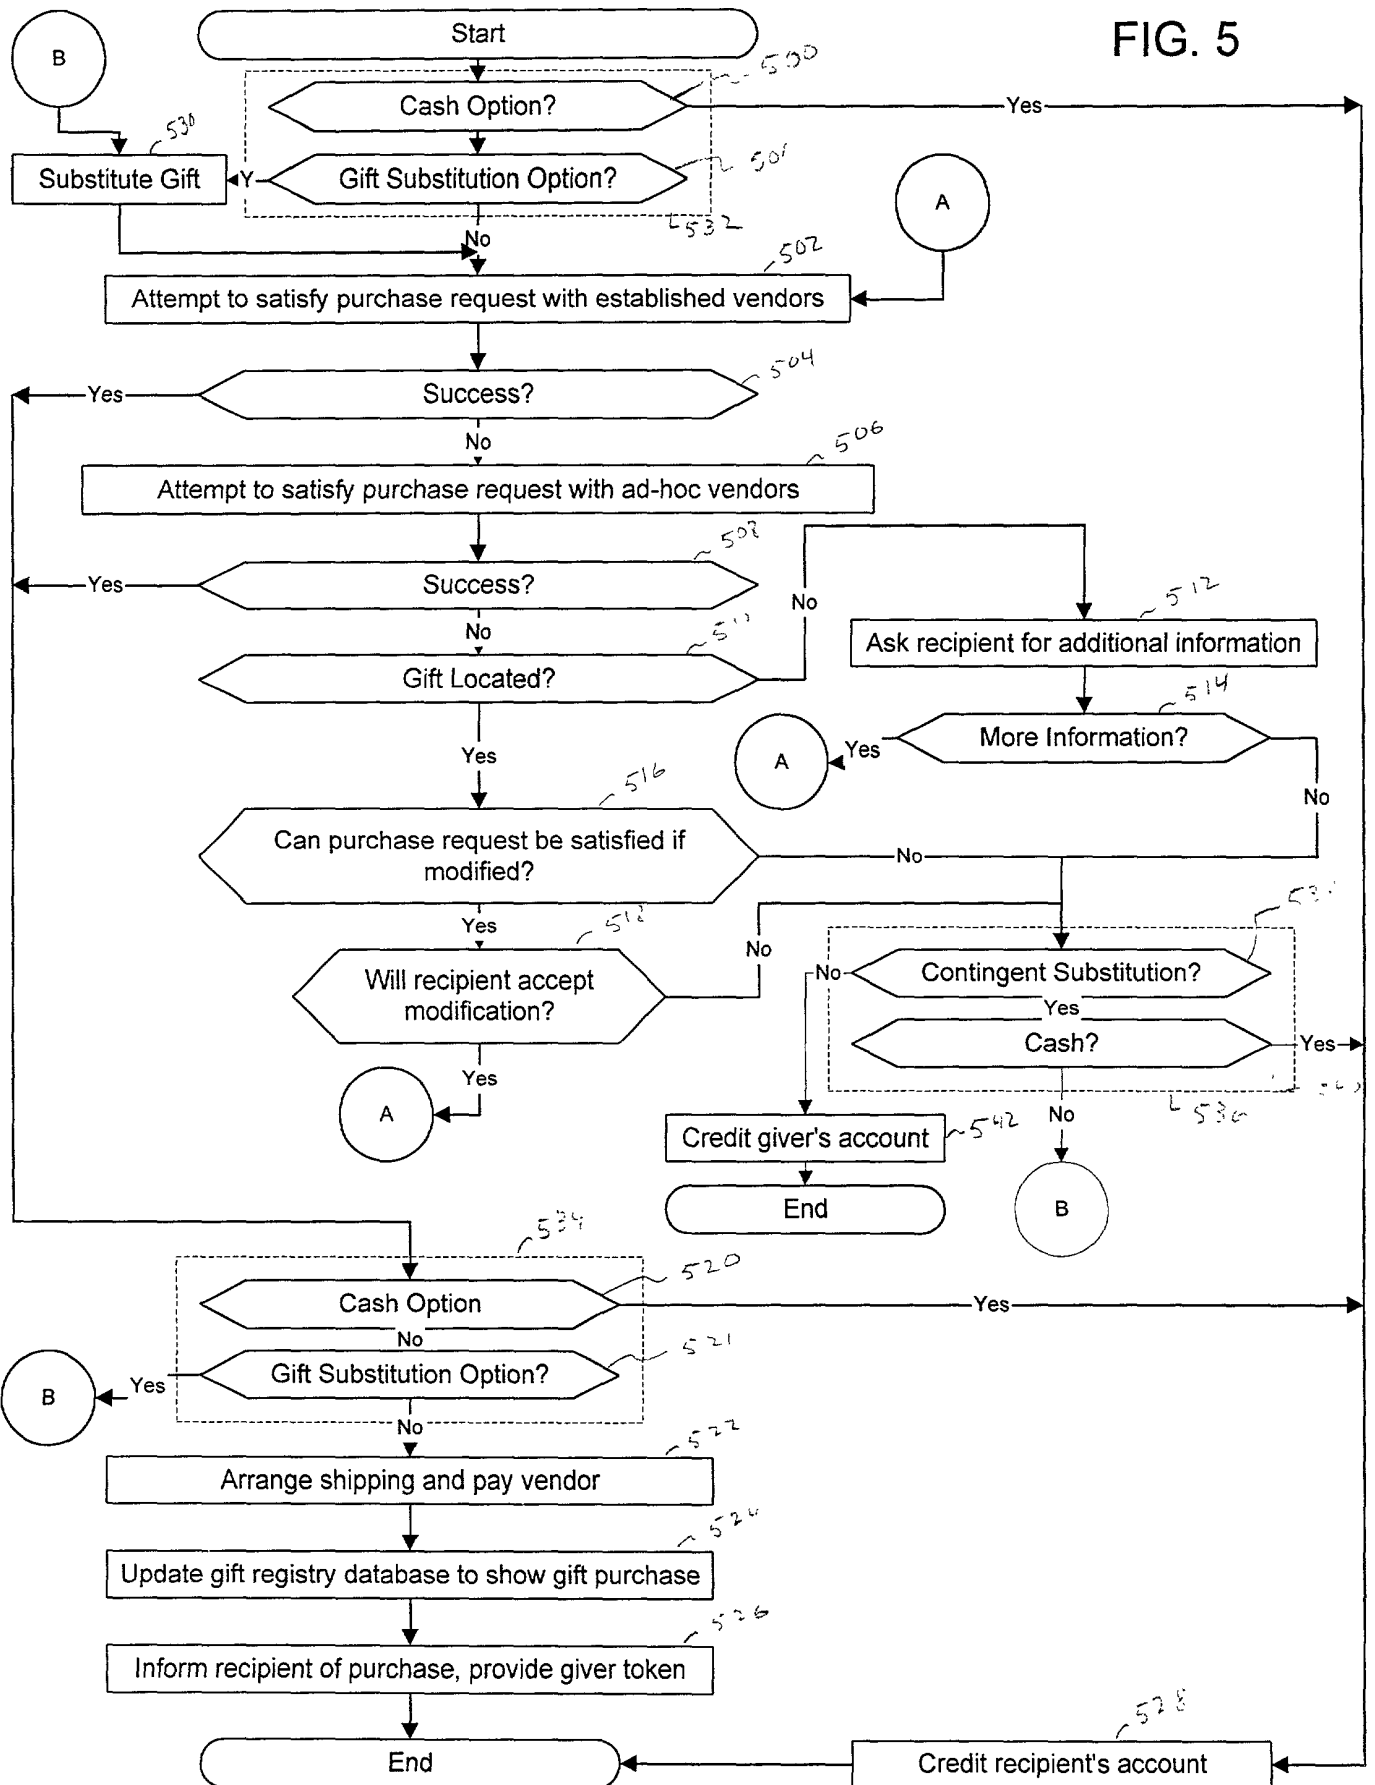 FIG. 5
B
Start
500
Cash Option?
Yes
530
Substitute Gift
Y
Gift Substitution Option?
A
532
No
502
Attempt to satisfy purchase request with established vendors
504
Yes
Success?
No
506
Attempt to satisfy purchase request with ad-hoc vendors
508
Yes
Success?
No
No
512
Ask recipient for additional information
Gift Located?
514
More Information?
Yes
A
Yes
No
516
Can purchase request be satisfied if
modified?
No
Yes
No
Will recipient accept
modification?
No
Contingent Substitution?
Yes
Cash?
Yes
Yes
A
536
No
542
Credit giver's account
End
B
534
520
Cash Option
Yes
No
521
Gift Substitution Option?
Yes
B
No
522
Arrange shipping and pay vendor
Update gift registry database to show gift purchase
526
Inform recipient of purchase, provide giver token
528
End
Credit recipient's account